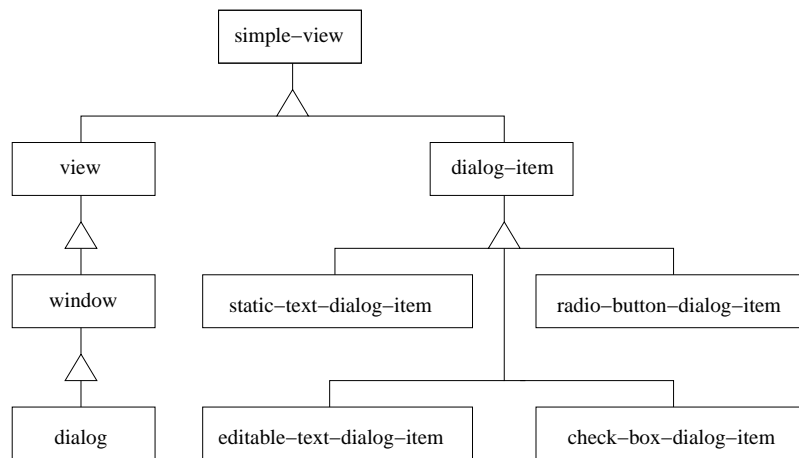 simple−view
view
dialog−item
window
static−text−dialog−item
radio−button−dialog−item
dialog
editable−text−dialog−item
check−box−dialog−item